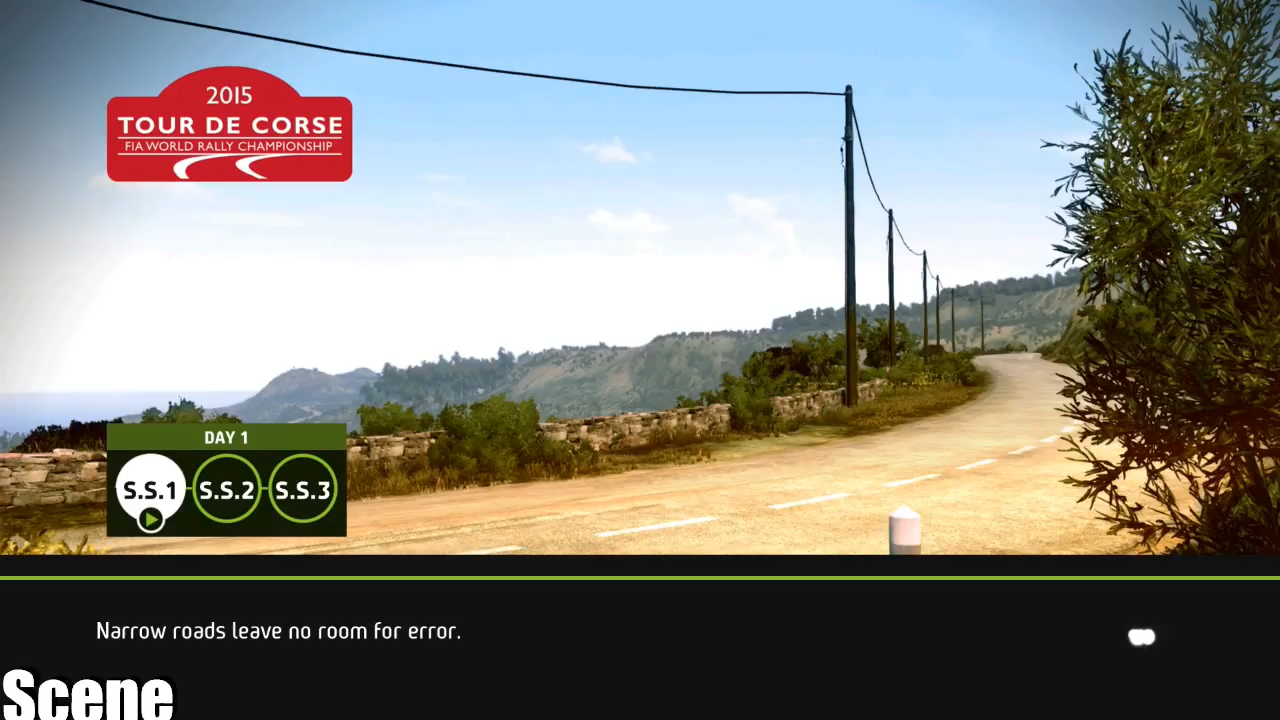 2015
TOUR DE CORSE
FIA WORLD RALLY CHAMPIONSHIP
DAY 1
S.S.1 S.S.2 S.S.3
Narrow roads leave no room for error.
Scene